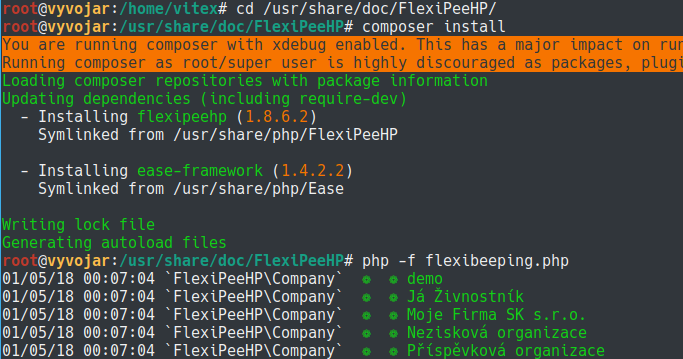 root@vyvojar:/home/vitex# cd /usr/share/doc/FlexiPeeHP/
root@vyvojar:/usr/share/doc/FlexiPeeHP# composer install
You are running composer with xdebug enabled. This has a major impact on run
Running composer as root/super user is highly discouraged as packages, plugi
Loading composer repositories with package information
Updating dependencies (including require-dev)
- Installing flexipeehp (1.8.6.2)
Symlinked from /usr/share/php/FlexiPeeHP
- Installing ease-framework (1.4.2.2)
Symlinked from /usr/share/php/Ease
Writing lock file
Generating autoload files
root@vyvojar:/usr/share/doc/FlexiPeeHP# php -f flexibeeping.php
01/05/18 00:07:04 `FlexiPeeHP\Company` ❁ ❁ demo
01/05/18 00:07:04 `FlexiPeeHP\Company` ❁ ❁ Já Živnostník
01/05/18 00:07:04 `FlexiPeeHP\Company` ❁ ❁ Moje Firma SK s.r.o.
01/05/18 00:07:04 `FlexiPeeHP\Company` ❁ ❁ Nezisková organizace
01/05/18 00:07:04 `FlexiPeeHP\Company` ❁ ❁ Příspěvková organizace